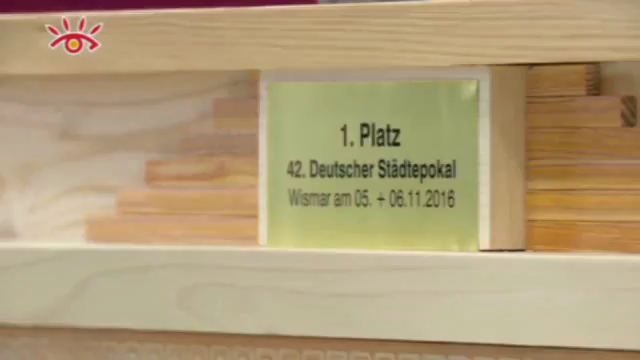 1. Platz
42. Deutscher Städtepokal
Wismar am 05. + 06.11.2016